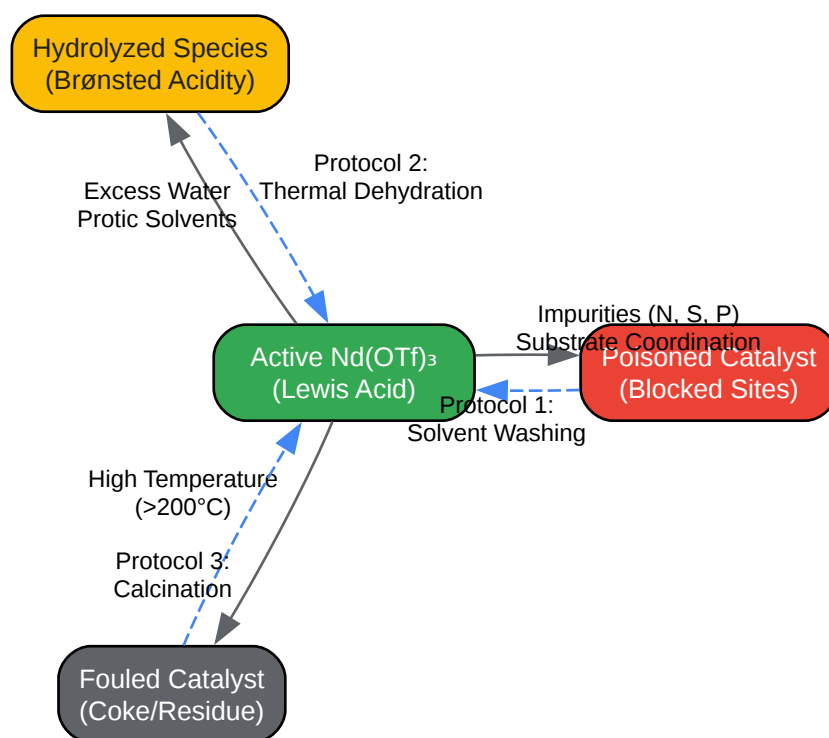 Hydrolyzed Species
(Brønsted Acidity)
Protocol 2:
Thermal Dehydration
Excess Water
Protic Solvents
Impurities (N, S, P)
Substrate Coordination
Active Nd(OTf)₃
(Lewis Acid)
Poisoned Catalyst
(Blocked Sites)
Protocol 1:
Solvent Washing
High Temperature
(>200°C)
Protocol 3:
Calcination
Fouled Catalyst
(Coke/Residue)